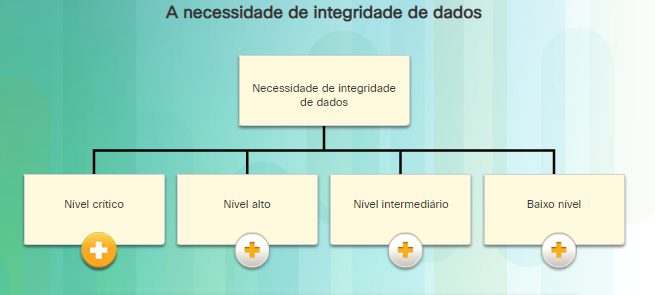 A necessidade de integridade de dados
Necessidade de integridade
de dados
Nível crítico
Nível alto
Nível intermediário
Baixo nível